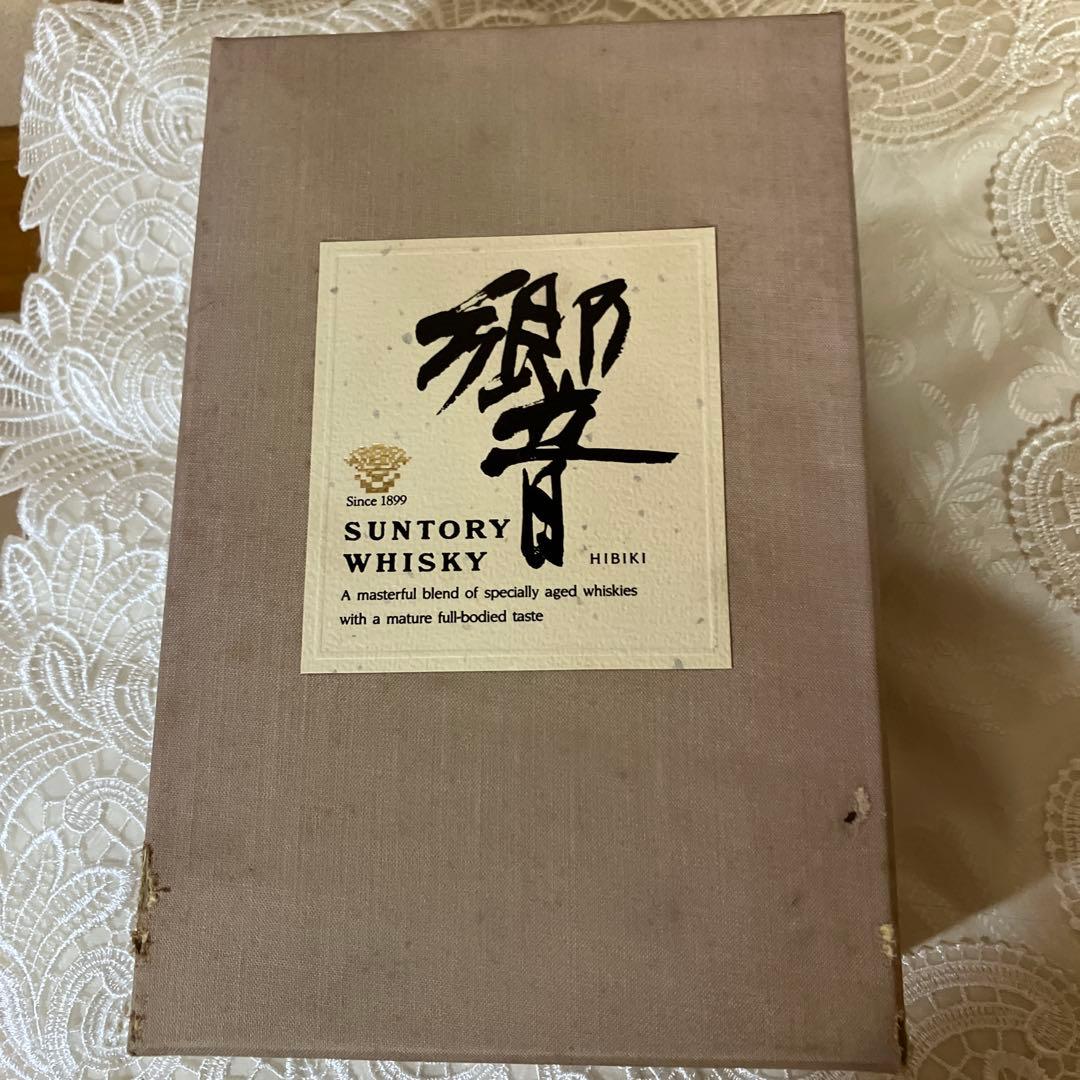 響
Since 1899
SUNTORY
WHISKY
HIBIKI
A masterful blend of specially aged whiskies
with a mature full-bodied taste